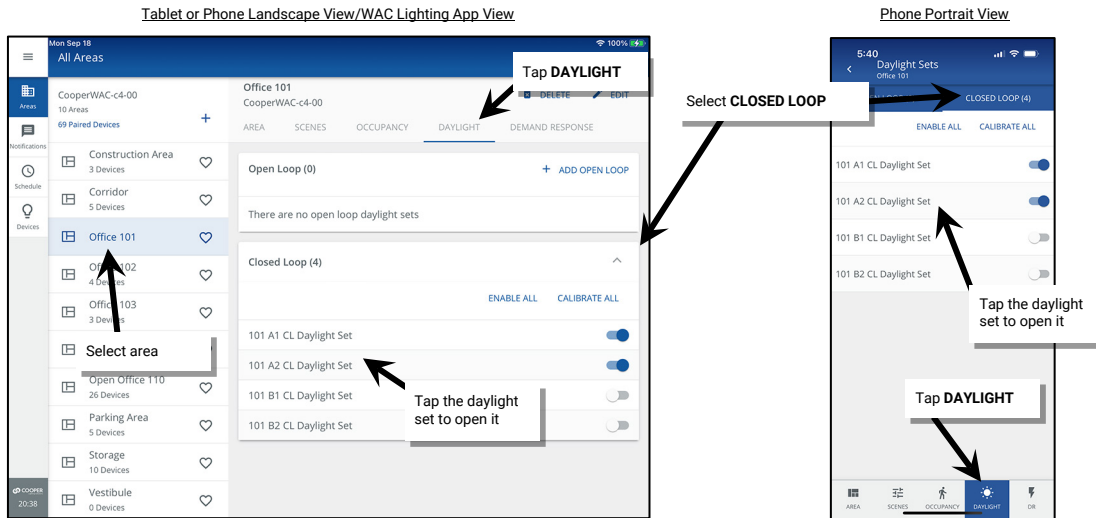 Tablet or Phone Landscape View/WAC Lighting App View
Phone Portrait View
Mon Sep 18
100%
All Areas
Areas
Notifications
Schedule
Devices
COOPER
20:38
CooperWAC-c4-00
10 Areas
69 Paired Devices
+
Construction Area
3 Devices
Corridor
5 Devices
Office 101
Office 102
4 Devices
Office 103
3 Devices
Select area
Open Office 110
26 Devices
Parking Area
5 Devices
Storage
10 Devices
Vestibule
0 Devices
Office 101
CooperWAC-c4-00
DELETE
EDIT
Tap DAYLIGHT
AREA SCENES OCCUPANCY DAYLIGHT DEMAND RESPONSE
Open Loop (0)
+ ADD OPEN LOOP
There are no open loop daylight sets
Closed Loop (4)
ENABLE ALL CALIBRATE ALL
101 A1 CL Daylight Set
101 A2 CL Daylight Set
101 B1 CL Daylight Set
101 B2 CL Daylight Set
Tap the daylight
set to open it
Select CLOSED LOOP
5:40
Daylight Sets
Office 101
CLOSED LOOP (4)
ENABLE ALL CALIBRATE ALL
101 A1 CL Daylight Set
101 A2 CL Daylight Set
101 B1 CL Daylight Set
101 B2 CL Daylight Set
Tap the daylight
set to open it
Tap DAYLIGHT
AREA SCENES OCCUPANCY DAYLIGHT DR